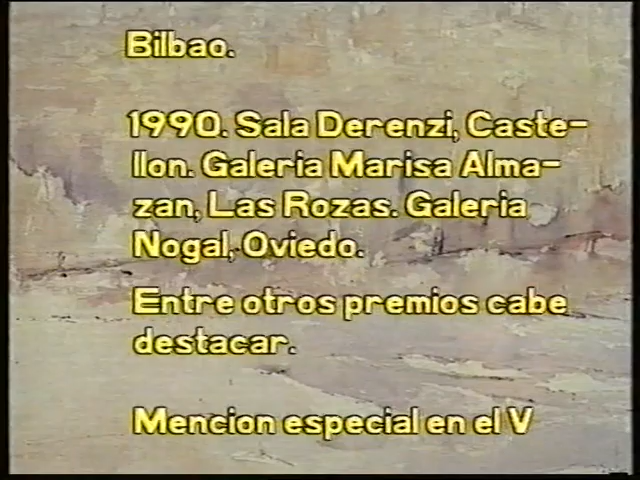 Bilbao.
1990. Sala Derenzi, Caste-
llon. Galeria Marisa Alma-
zan, Las Rozas. Galeria
Nogal, Oviedo.
Entre otros premios cabe
destacar.
Mencion especial en el V